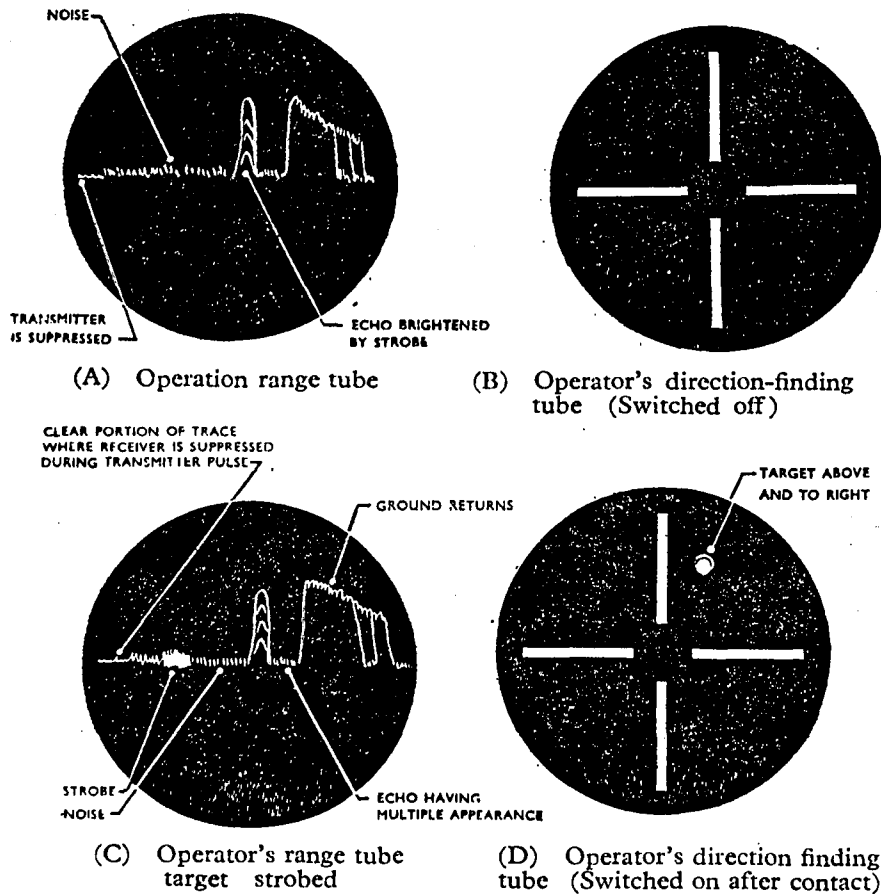 NOISE
TRANSMITTER
IS SUPPRESSED
ECHO BRIGHTENED
BY STROBE
(A) Operation range tube
(B) Operator's direction-finding
tube (Switched off)
CLEAR PORTION OF TRACE
WHERE RECEIVER IS SUPPRESSED
DURING TRANSMITTER PULSE
GROUND RETURNS
TARGET ABOVE
AND TO RIGHT
STROBE
NOISE
ECHO HAVING
MULTIPLE APPEARANCE
(C) Operator's range tube
target strobed
(D) Operator's direction finding
tube (Switched on after contact)